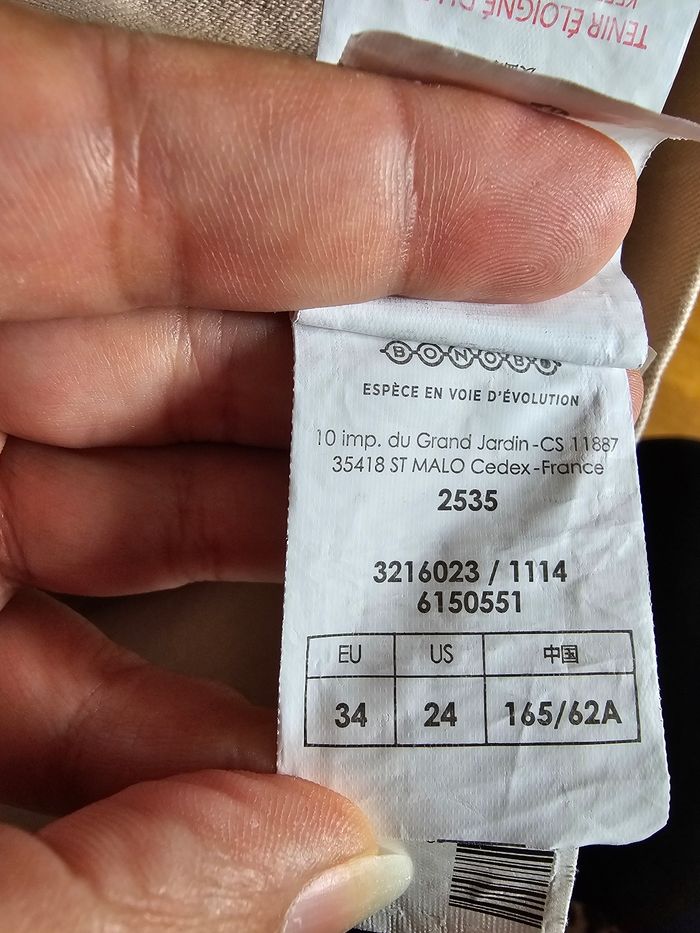 TENIR ÉLOIGNÉ DU
BONOBO
ESPÈCE EN VOIE D'ÉVOLUTION
10 imp. du Grand Jardin-CS 11887
35418 ST MALO Cedex-France
2535
3216023 / 1114
6150551
EU US 中国
34 24 165/62A